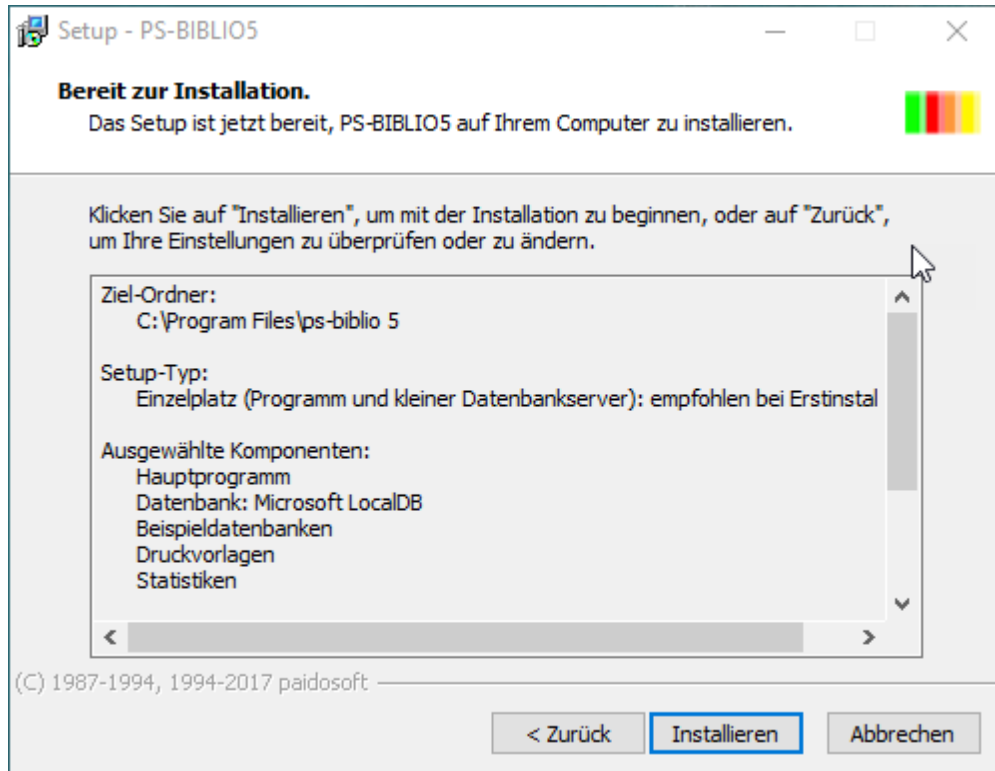 Setup - PS-BIBLIO5
Bereit zur Installation.
Das Setup ist jetzt bereit, PS-BIBLIO5 auf Ihrem Computer zu installieren.
Klicken Sie auf "Installieren", um mit der Installation zu beginnen, oder auf "Zurück",
um Ihre Einstellungen zu überprüfen oder zu ändern.
Ziel-Ordner:
C:\Program Files\ps-biblio 5
Setup-Typ:
Einzelplatz (Programm und kleiner Datenbankserver): empfohlen bei Erstinstal
Ausgewählte Komponenten:
Hauptprogramm
Datenbank: Microsoft LocalDB
Beispieldatenbanken
Druckvorlagen
Statistiken
(C) 1987-1994, 1994-2017 paidosoft
< Zurück
Installieren
Abbrechen